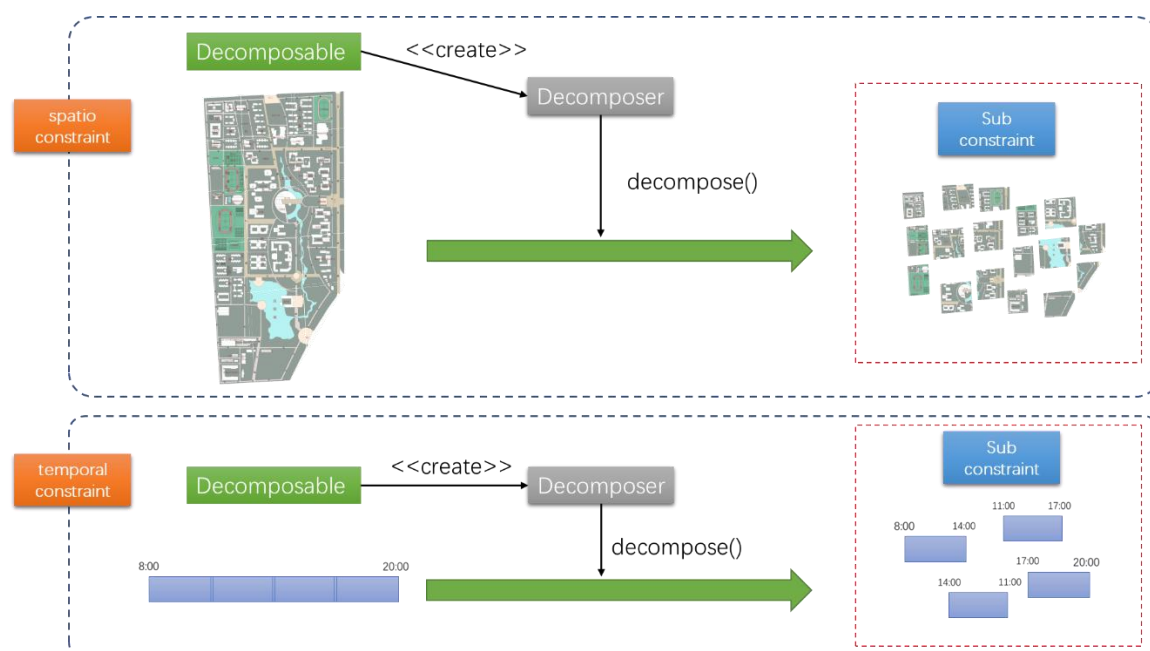 Decomposable
<<create>>
Decomposer
spatio
constraint
Sub
constraint
decompose()
temporal
constraint
Decomposable
<<create>>
Decomposer
Sub
constraint
decompose()
8:00
20:00
11:00
17:00
8:00
14:00
17:00
20:00
14:00
11:00